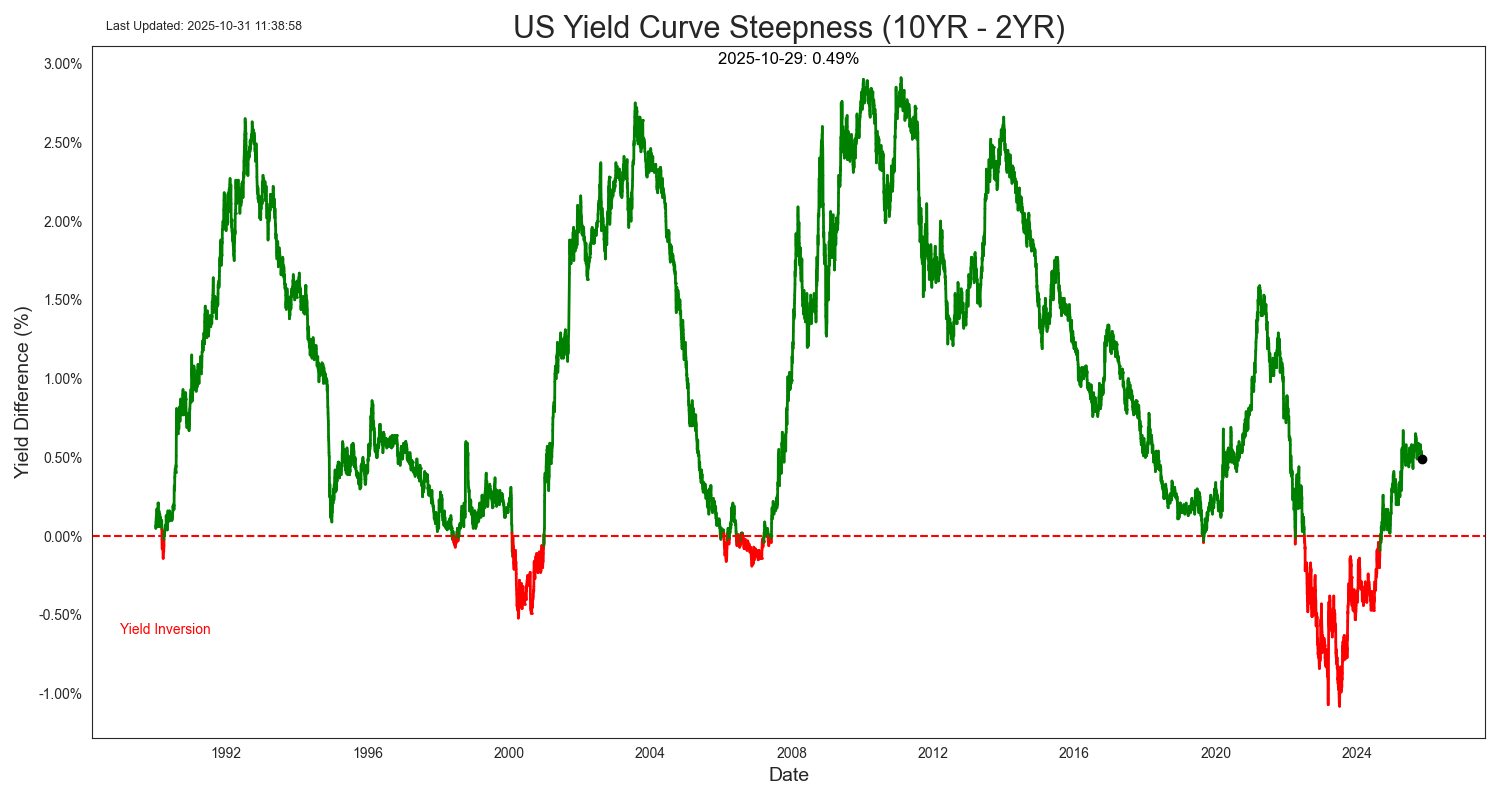 Last Updated: 2025-10-31 11:38:58
US Yield Curve Steepness (10YR - 2YR)
2025-10-29: 0.49%
Yield Difference (%)
3.00%
2.50%
2.00%
1.50%
1.00%
0.50%
0.00%
-0.50%
-1.00%
Yield Inversion
1992 1996 2000 2004 2008 2012 2016 2020 2024
Date